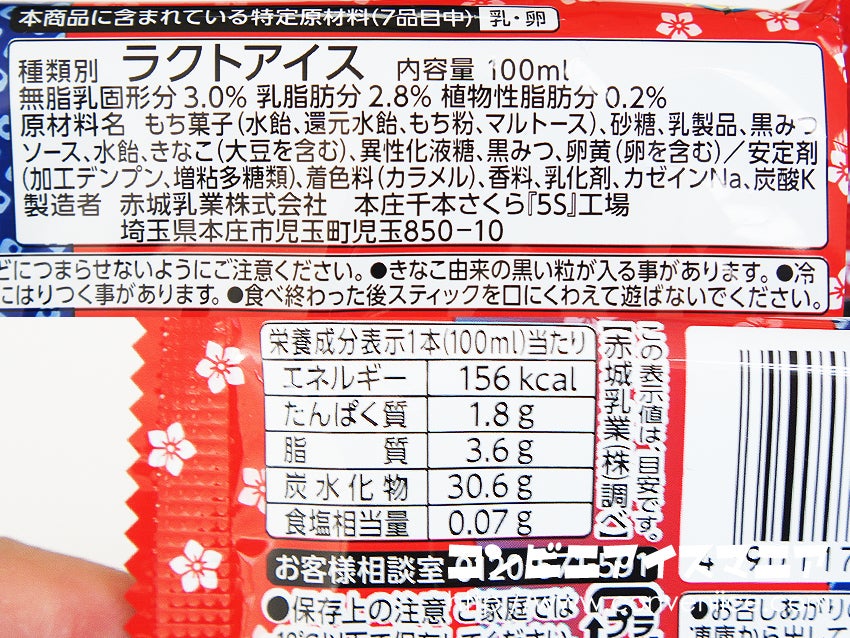 本商品に含まれている特定原材料(7品目中) 乳・卵
種類別 ラクトアイス 内容量 100ml
無脂乳固形分 3.0% 乳脂肪分 2.8% 植物性脂肪分 0.2%
原材料名 もち菓子(水飴、還元水飴、もち粉、マルトース)、砂糖、乳製品、黒みつ
ソース、水飴、きなこ(大豆を含む)、異性化液糖、黒みつ、卵黄(卵を含む)／安定剤
(加工デンプン、増粘多糖類)、着色料(カラメル)、香料、乳化剤、カゼインNa、炭酸K
製造者 赤城乳業株式会社 本庄千本さくら『5S』工場
埼玉県本庄市児玉町児玉850-10
どにつまらせないようにご注意ください。●きなこ由来の黒い粒が入る事があります。●冷
こはりつく事があります。●食べ終わった後スティックを口にくわえて遊ばないでください。
栄養成分表示1本(100ml)当たり
エネルギー 156 kcal
たんぱく質 1.8 g
脂質 3.6 g
炭水化物 30.6 g
食塩相当量 0.07 g
この表示値は、目安です。
【赤城乳業(株)調べ】
お客様相談室
コンビニアイスマニア
●保存上の注意 ご家庭では
プラ
●お召しあがりの